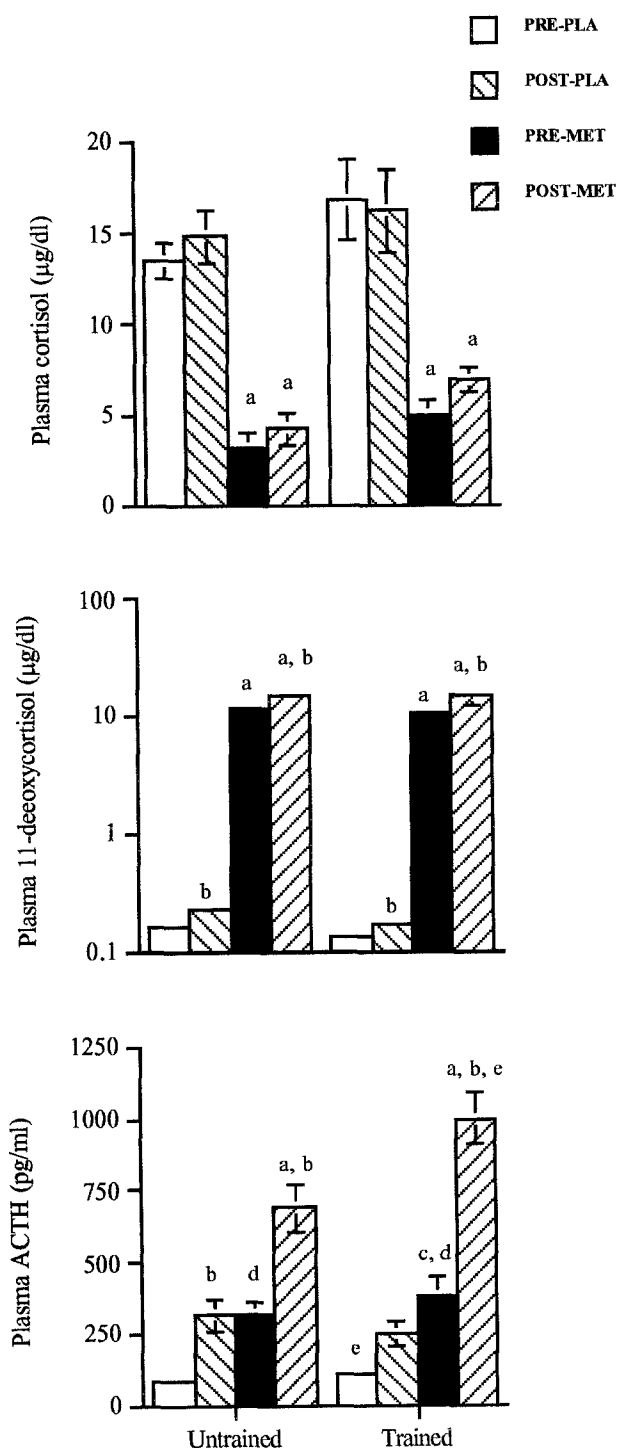 PRE-PLA
POST-PLA
PRE-MET
POST-MET
20
15
10
5
0
Plasma cortisol (µg/dl)
a a
a a
100
10
1
0.1
Plasma 11-deeoxycortisol (µg/dl)
b a a, b
b a a, b
1250
1000
750
500
250
0
Plasma ACTH (pg/ml)
b d a, b
e c, d a, b, e
Untrained Trained